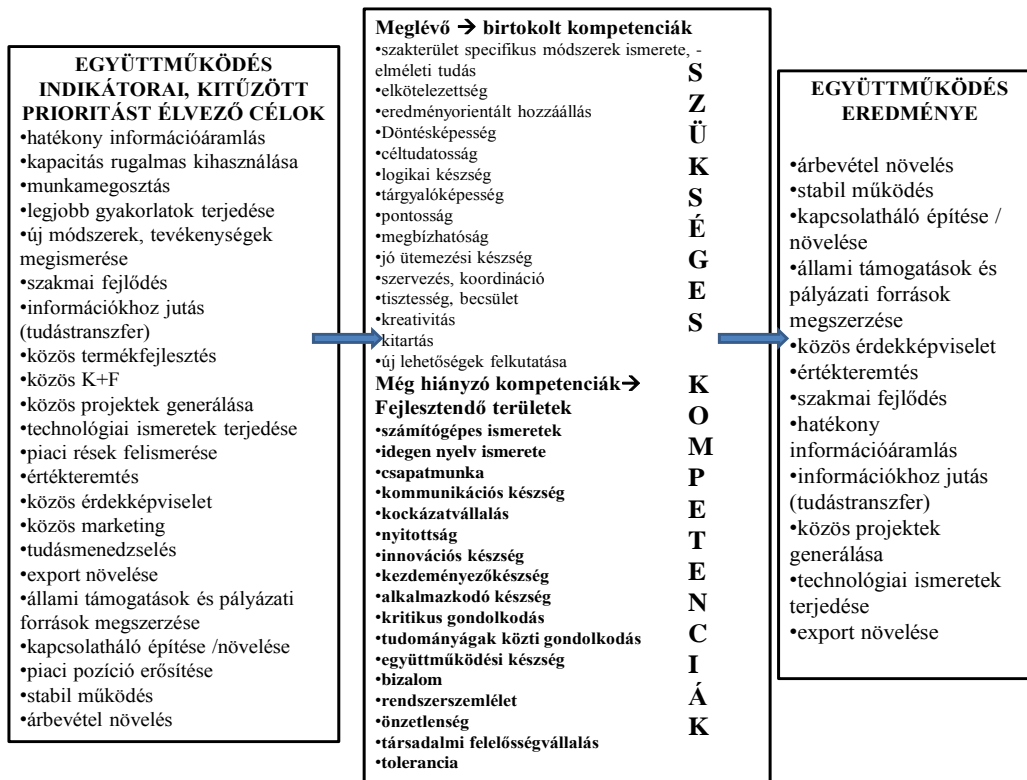 EGYÜTTMŰKÖDÉS
INDIKÁTORAI, KITŰZÖTT
PRIORITÁST ÉLVEZŐ CÉLOK
•hatékony információáramlás
•kapacitás rugalmas kihasználása
•munkamegosztás
•legjobb gyakorlatok terjedése
•új módszerek, tevékenységek
megismerése
•szakmai fejlődés
•információkhoz jutás
(tudástranszfer)
•közös termékfejlesztés
•közös K+F
•közös projektek generálása
•technológiai ismeretek terjedése
•piaci rések felismerése
•értékteremtés
•közös érdekképviselet
•közös marketing
•tudásmenedzselés
•export növelése
•állami támogatások és pályázati
források megszerzése
•kapcsolatháló építése /növelése
•piaci pozíció erősítése
•stabil működés
•árbevétel növelés
Meglévő → birtokolt kompetenciák
•szakterület specifikus módszerek ismerete, -
elméleti tudás
•elkötelezettség
•eredményorientált hozzáállás
•Döntésképesség
•céltudatosság
•logikai készség
•tárgyalóképesség
•pontosság
•megbízhatóság
•jó ütemezési készség
•szervezés, koordináció
•tisztesség, becsület
•kreativitás
•kitartás
•új lehetőségek felkutatása
Még hiányzó kompetenciák→
Fejlesztendő területek
•számítógépes ismeretek
•idegen nyelv ismerete
•csapatmunka
•kommunikációs készség
•kockázatvállalás
•nyitottság
•innovációs készség
•kezdeményezőkészség
•alkalmazkodó készség
•kritikus gondolkodás
•tudományágak közti gondolkodás
•együttműködési készség
•bizalom
•rendszerszemlélet
•önzetlenség
•társadalmi felelősségvállalás
•tolerancia
S
Z
Ü
K
S
É
G
E
S
K
O
M
P
E
T
E
N
C
I
Á
K
EGYÜTTMŰKÖDÉS
EREDMÉNYE
•árbevétel növelés
•stabil működés
•kapcsolatháló építése /
növelése
•állami támogatások és
pályázati források
megszerzése
•közös érdekképviselet
•értékteremtés
•szakmai fejlődés
•hatékony
információáramlás
•információkhoz jutás
(tudástranszfer)
•közös projektek
generálása
•technológiai ismeretek
terjedése
•export növelése